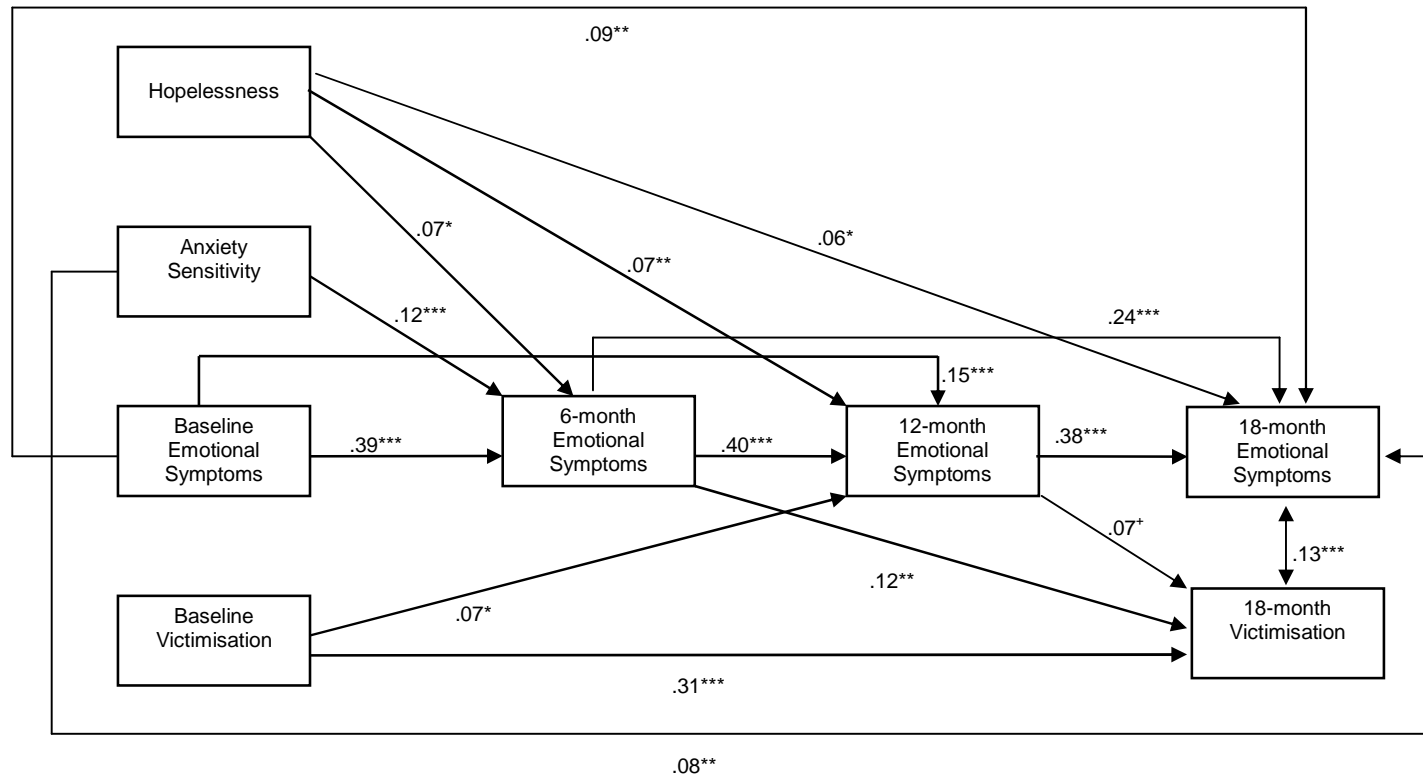 .09**
Hopelessness
.07*
.06*
Anxiety
Sensitivity
.07**
.12***
.24***
.15***
Baseline
Emotional
Symptoms
.39***
6-month
Emotional
Symptoms
.40***
12-month
Emotional
Symptoms
.38***
18-month
Emotional
Symptoms
.07+
.13***
.12**
Baseline
Victimisation
.07*
18-month
Victimisation
.31***
.08**